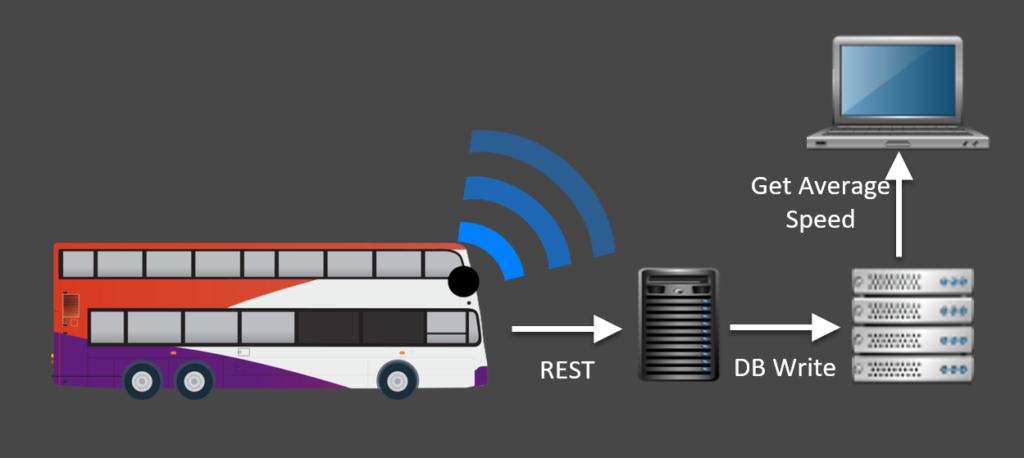 Get Average
Speed
REST
DB Write